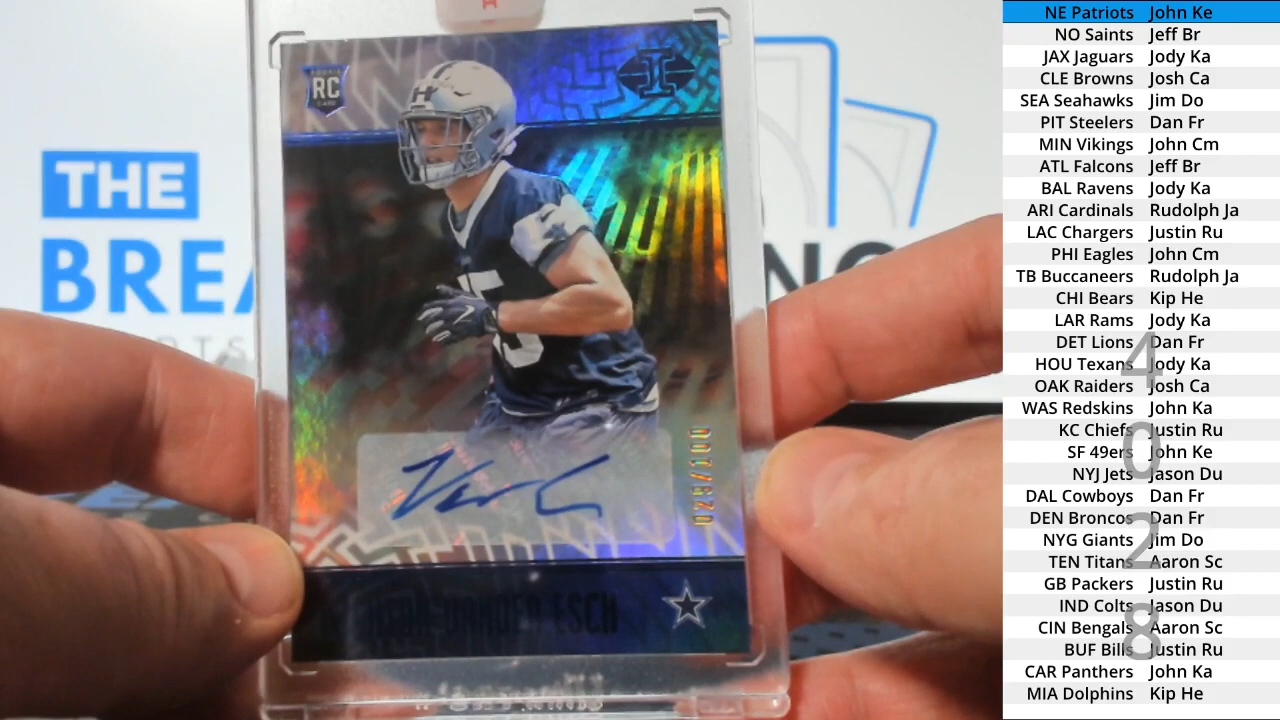 THE
BREA
ROOKIE
RC
CARD
I
45
029/100
VANDER ESCH
NE Patriots John Ke
NO Saints Jeff Br
JAX Jaguars Jody Ka
CLE Browns Josh Ca
SEA Seahawks Jim Do
PIT Steelers Dan Fr
MIN Vikings John Cm
ATL Falcons Jeff Br
BAL Ravens Jody Ka
ARI Cardinals Rudolph Ja
LAC Chargers Justin Ru
PHI Eagles John Cm
TB Buccaneers Rudolph Ja
CHI Bears Kip He
LAR Rams Jody Ka
DET Lions Dan Fr
HOU Texans Jody Ka
OAK Raiders Josh Ca
WAS Redskins John Ka
KC Chiefs Justin Ru
SF 49ers John Ke
NYJ Jets Jason Du
DAL Cowboys Dan Fr
DEN Broncos Dan Fr
NYG Giants Jim Do
TEN Titans Aaron Sc
GB Packers Justin Ru
IND Colts Jason Du
CIN Bengals Aaron Sc
BUF Bills Justin Ru
CAR Panthers John Ka
MIA Dolphins Kip He
4
0
2
8